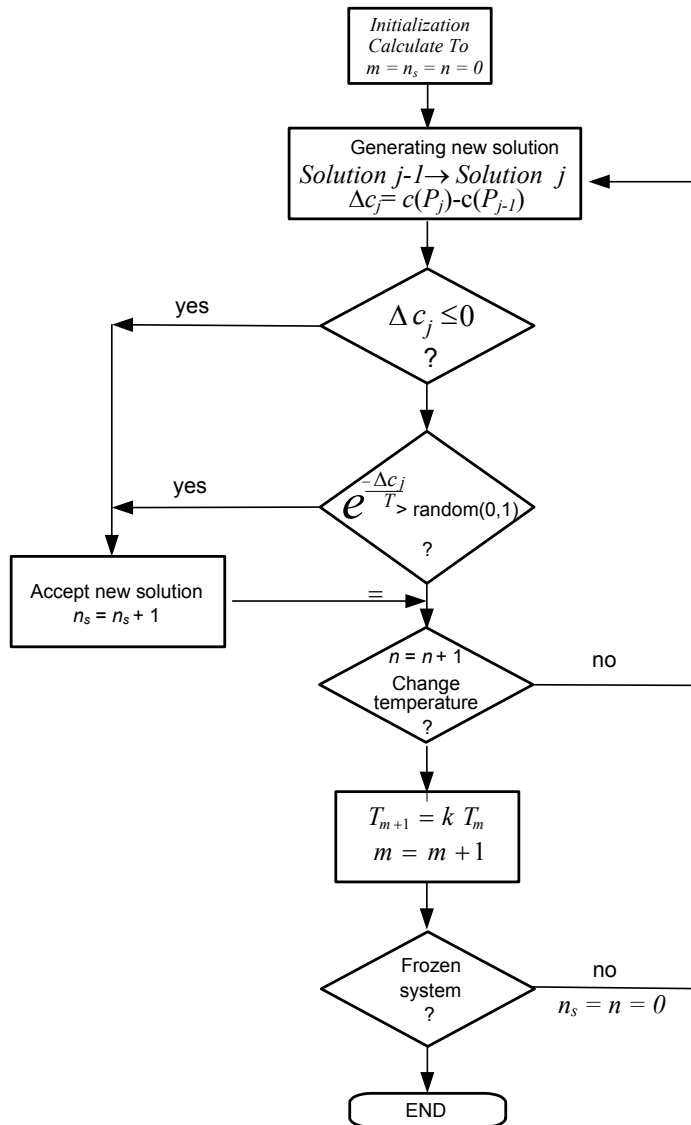 Initialization
Calculate To
m = nₛ = n = 0
Generating new solution
Solution j-1→ Solution j
Δcⱼ= c(Pⱼ)-c(Pⱼ₋₁)
yes
Δ cⱼ ≤0
?
yes
e^(-Δcⱼ/T) > random(0,1)
?
Accept new solution
nₛ = nₛ + 1
=
n = n + 1
Change
temperature
?
no
Tₘ₊₁ = k Tₘ
m = m + 1
Frozen
system
?
no
nₛ = n = 0
END